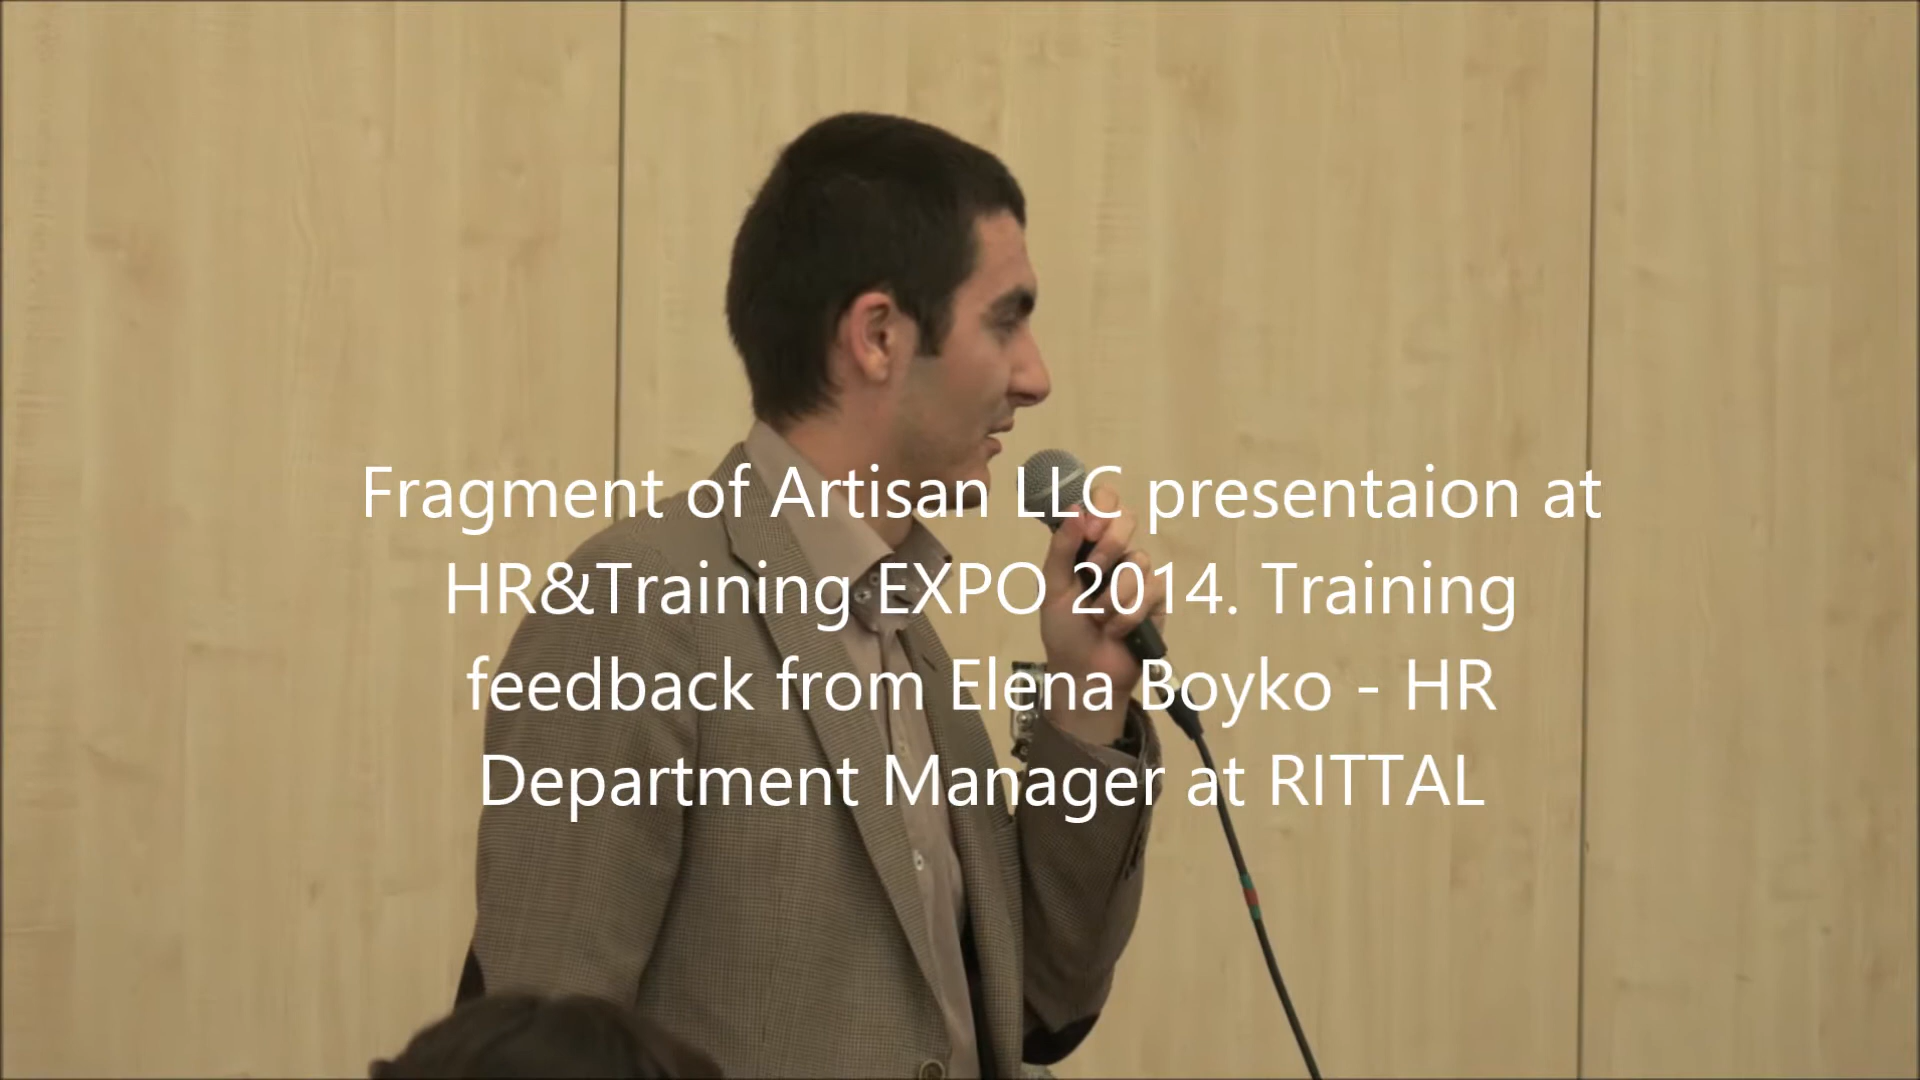 Fragment of Artisan LLC presentaion at
HR&Training EXPO 2014. Training
feedback from Elena Boyko - HR
Department Manager at RITTAL